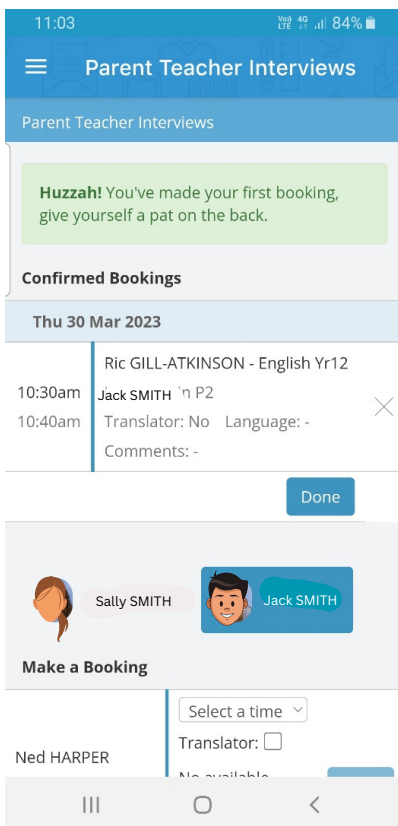 11:03
Vo)) LTE 4G 84%
Parent Teacher Interviews
Parent Teacher Interviews
Huzzah! You've made your first booking,
give yourself a pat on the back.
Confirmed Bookings
Thu 30 Mar 2023
Ric GILL-ATKINSON - English Yr12
10:30am Jack SMITH P2
10:40am Translator: No Language: -
Comments: -
Done
Sally SMITH Jack SMITH
Make a Booking
Select a time
Translator:
Ned HARPER
No available